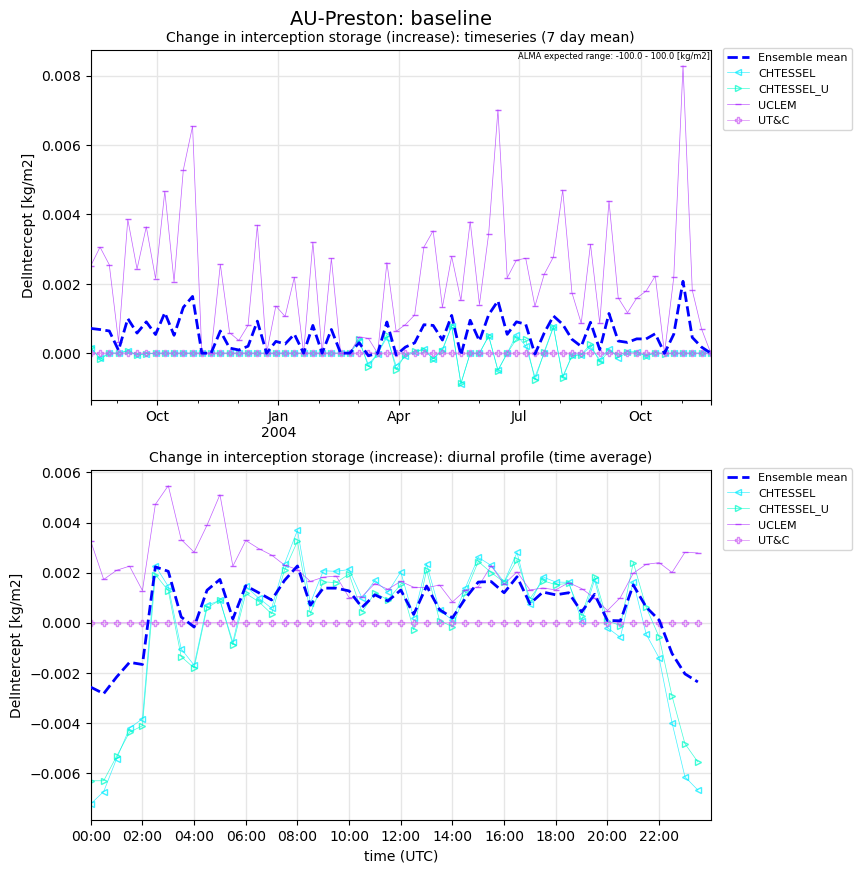 AU-Preston: baseline
Change in interception storage (increase): timeseries (7 day mean)
ALMA expected range: -100.0 - 100.0 [kg/m2]
DelIntercept [kg/m2]
0.008
0.006
0.004
0.002
0.000
Oct
Jan
2004
Apr
Jul
Oct
Ensemble mean
CHTESSEL
CHTESSEL_U
UCLEM
UT&C
Change in interception storage (increase): diurnal profile (time average)
DelIntercept [kg/m2]
0.006
0.004
0.002
0.000
−0.002
−0.004
−0.006
00:00
02:00
04:00
06:00
08:00
10:00
12:00
14:00
16:00
18:00
20:00
22:00
time (UTC)
Ensemble mean
CHTESSEL
CHTESSEL_U
UCLEM
UT&C